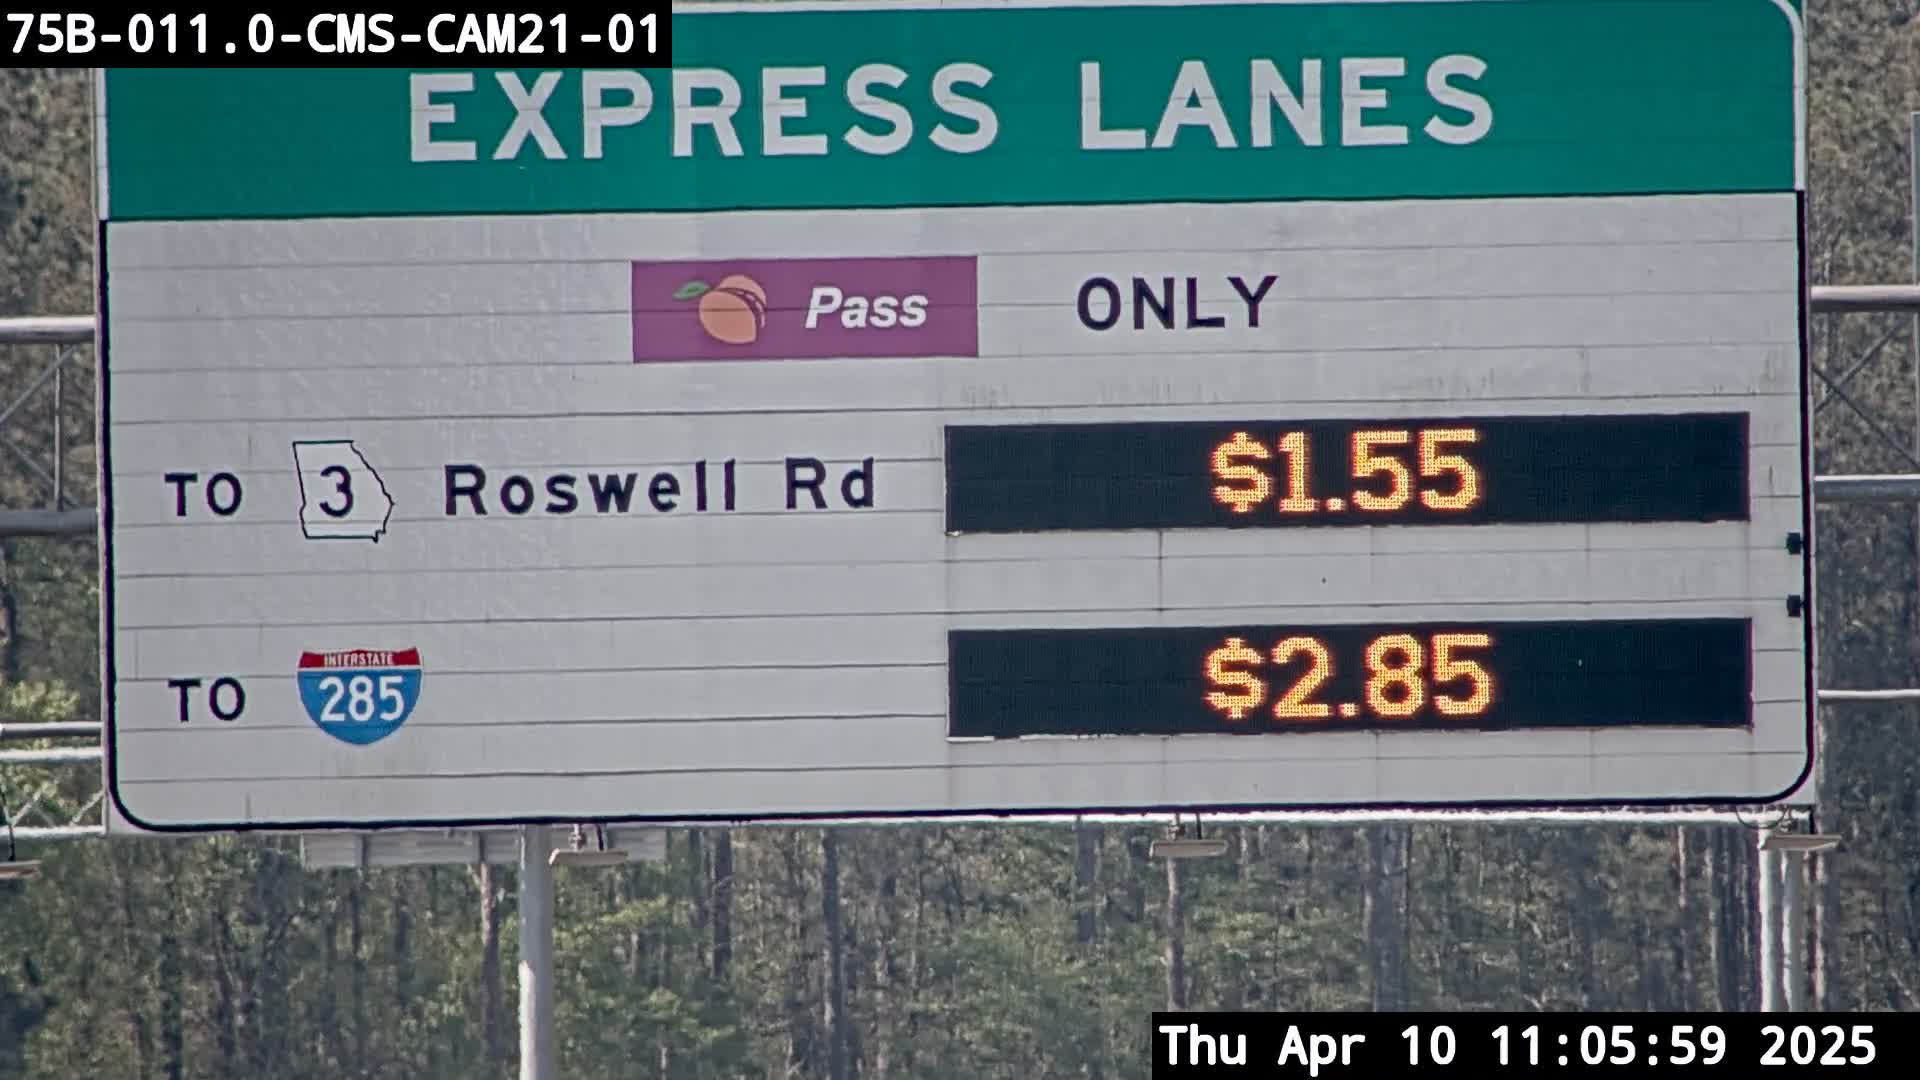 75B-011.0-CMS-CAM21-01
EXPRESS LANES
Pass ONLY
TO 3 Roswell Rd $1.55
INTERSTATE
TO 285 $2.85
Thu Apr 10 11:05:59 2025